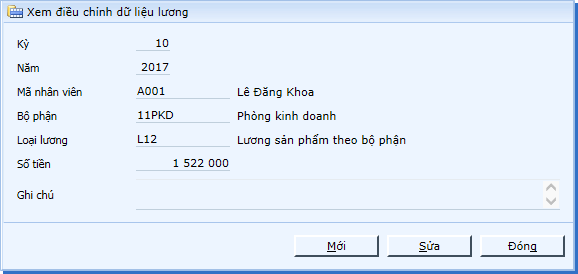 Xem điều chỉnh dữ liệu lương
Kỳ 10
Năm 2017
Mã nhân viên A001 Lê Đăng Khoa
Bộ phận 11PKD Phòng kinh doanh
Loại lương L12 Lương sản phẩm theo bộ phận
Số tiền 1 522 000
Ghi chú
Mới Sửa Đóng